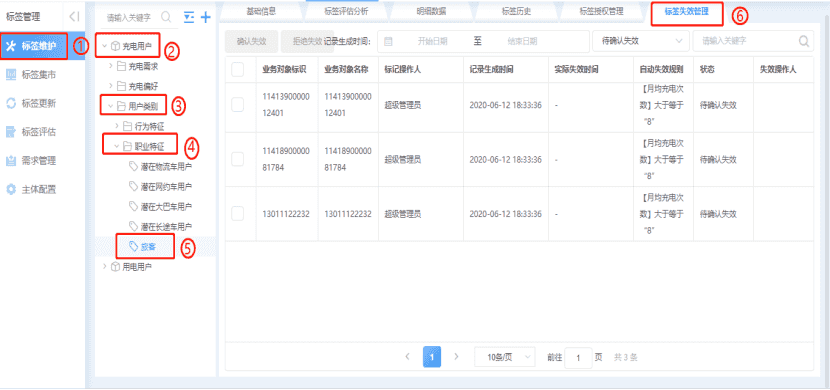 标签管理
标签维护
①
标签集市
标签更新
标签评估
需求管理
主体配置
请输入关键字
充电用户
②
充电需求
充电偏好
用户类别
③
行为特征
职业特征
④
潜在物流车用户
潜在网约车用户
潜在大巴车用户
潜在长途车用户
旅客
⑤
用电用户
基础信息 标签评估分析 明细数据 标签历史 标签授权管理 标签失效管理
⑥
确认失效 拒绝失效 记录生成时间: 开始日期 至 结束日期 待确认失效 请输入关键字
业务对象标识 业务对象名称 标记操作人 记录生成时间 实际失效时间 自动失效规则 状态 失效操作人
11413900000
12401
11413900000
12401
超级管理员 2020-06-12 18:33:36 -
【月均充电次
数】大于等于
"8"
待确认失效
11418900000
81784
11418900000
81784
超级管理员 2020-06-12 18:33:36 -
【月均充电次
数】大于等于
"8"
待确认失效
13011122232 13011122232 超级管理员 2020-06-12 18:33:36 -
【月均充电次
数】大于等于
"8"
待确认失效
< 1 > 10条/页 前往 1 页 共 3 条